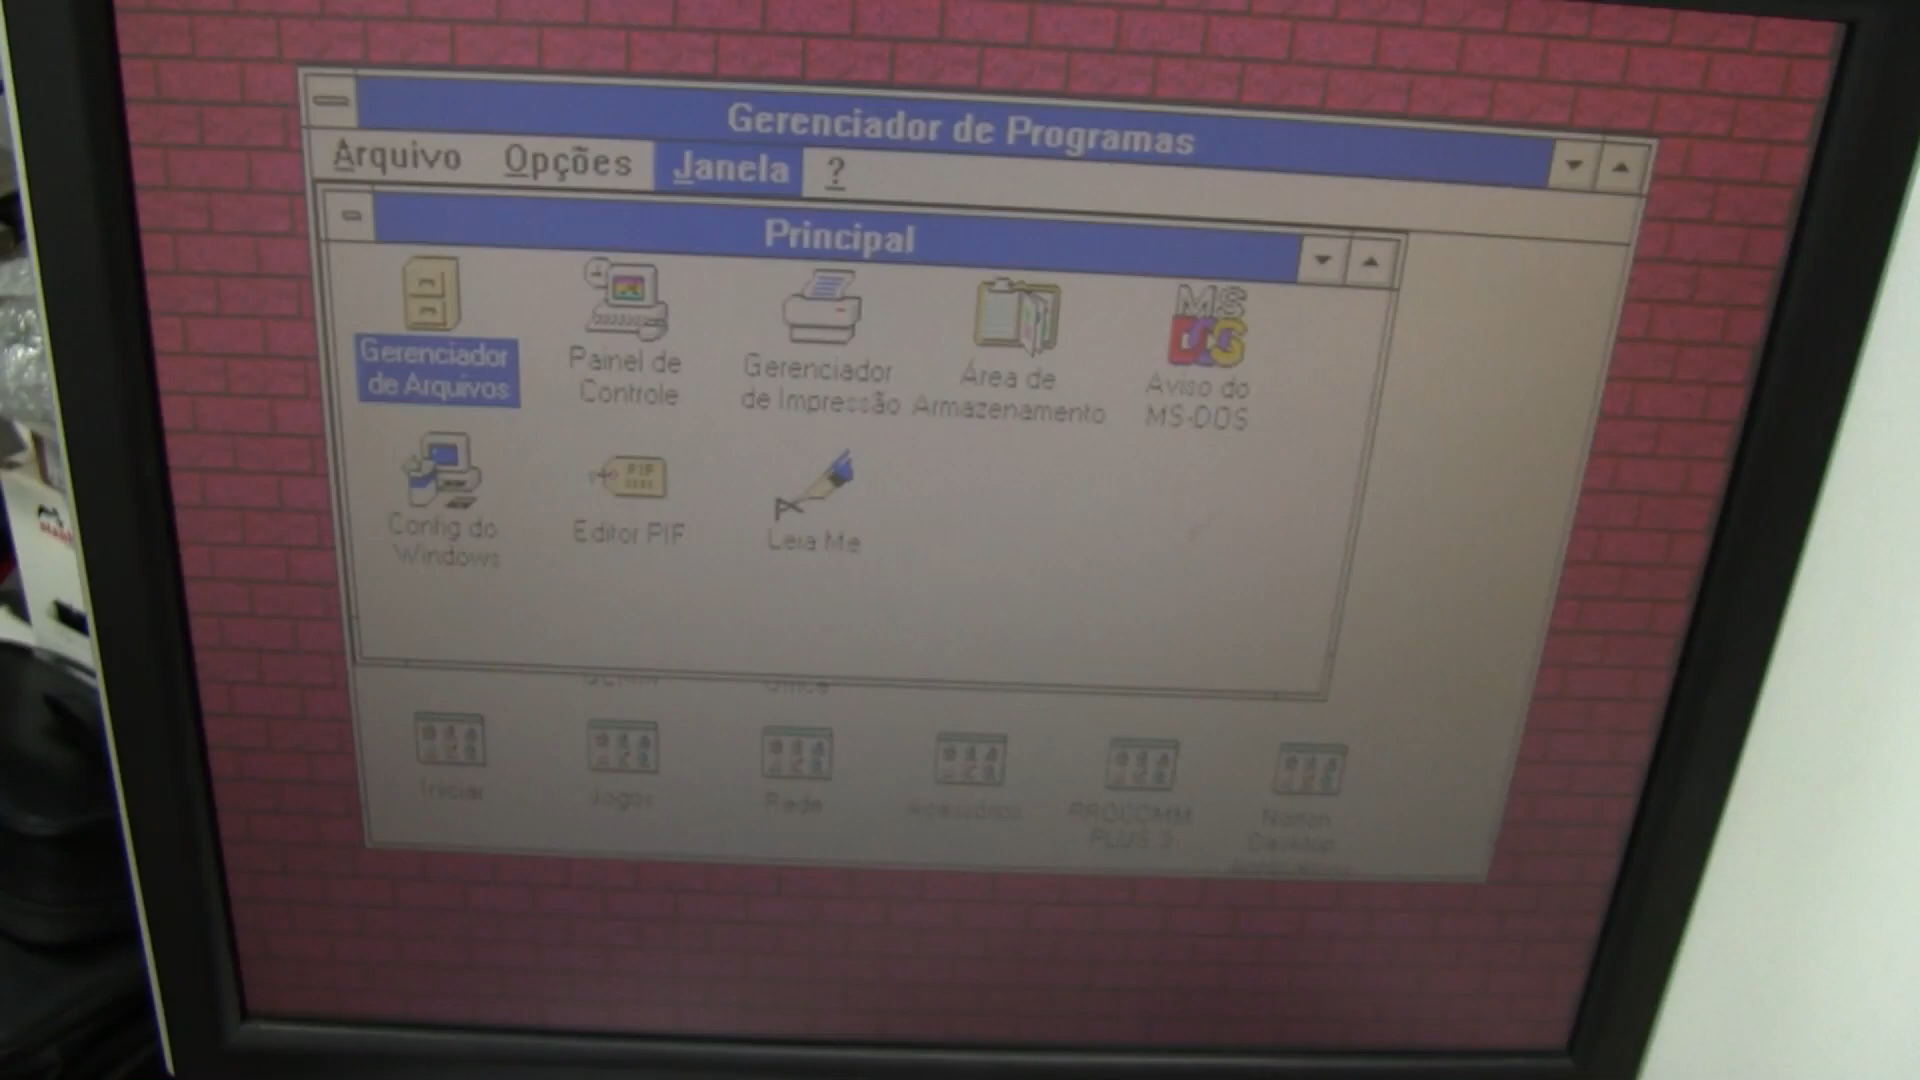 Gerenciador de Programas
Arquivo Opções Janela ?
Principal
Gerenciador
de Arquivos
Painel de
Controle
Gerenciador
de Impressão
Área de
Armazenamento
MS
DOS
Aviso do
MS-DOS
Config do
Windows
PIF
Editor PIF
Leia Me
Office
Iniciar
Jogos
Rede
Acessórios
PROCOMM
PLUS
Norton
Desktop